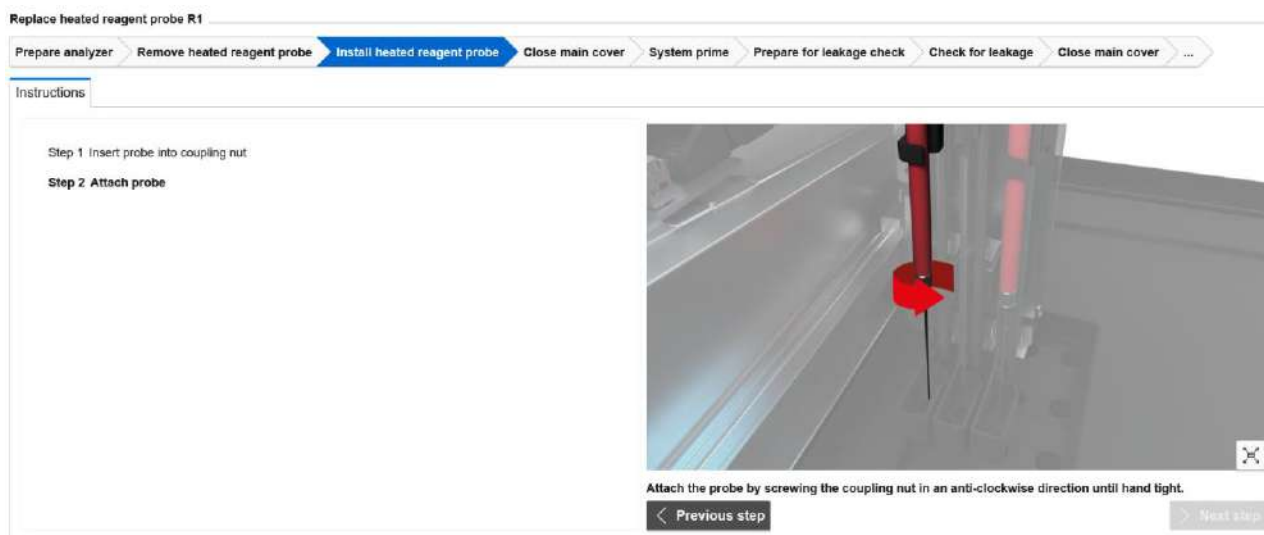 Replace heated reagent probe R1
Prepare analyzer Remove heated reagent probe Install heated reagent probe Close main cover System prime Prepare for leakage check Check for leakage Close main cover ...
Instructions
Step 1 Insert probe into coupling nut
Step 2 Attach probe
Attach the probe by screwing the coupling nut in an anti-clockwise direction until hand tight.
Previous step Next step